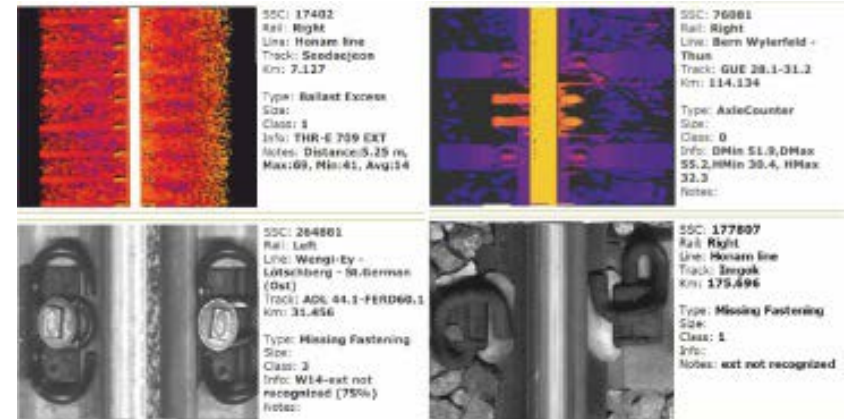 SSC: 17402
Rail: Right
Line: Honam line
Track: Seodaejeon
Km: 7.127
Type: Ballast Excess
Size:
Class: 1
Info: THR-E 709 EXT
Notes: Distance:5.25 m,
Max:69, Min:41, Avg:14
SSC: 76081
Rail: Right
Line: Bern Wylerfeld -
Thun
Track: GUE 28.1-31.2
Km: 114.134
Type: AxleCounter
Size:
Class: 0
Info: DMin 51.9,DMax
55.2,HMin 30.4, HMax
32.3
Notes:
SSC: 264881
Rail: Left
Line: Wengi-Ey -
Lötschberg - St.German
(Ost)
Track: ADL 44.1-FERD60.1
Km: 31.456
Type: Missing Fastening
Size:
Class: 3
Info: W14-ext not
recognized (75%)
Notes:
SSC: 177807
Rail: Right
Line: Honam line
Track: Imgok
Km: 175.696
Type: Missing Fastening
Size:
Class: 1
Info:
Notes: ext not recognized